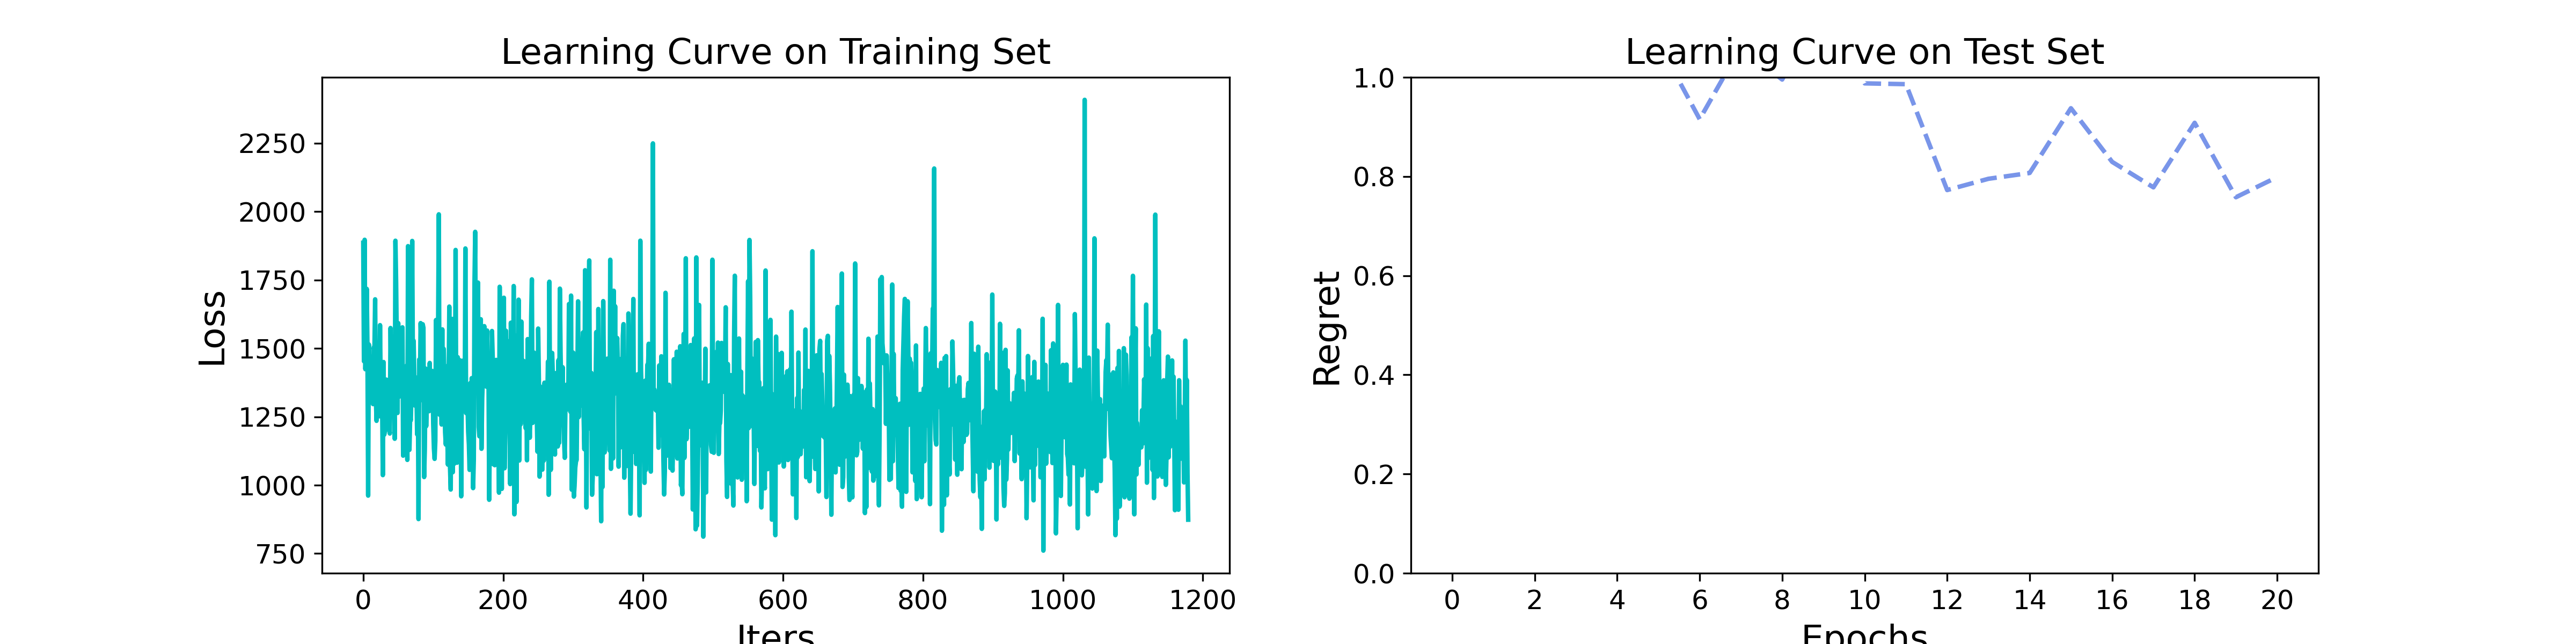 Learning Curve on Training Set
Loss
2250
2000
1750
1500
1250
1000
750
0 200 400 600 800 1000 1200
Iters
Learning Curve on Test Set
Regret
1.0
0.8
0.6
0.4
0.2
0.0
0 2 4 6 8 10 12 14 16 18 20
Epochs